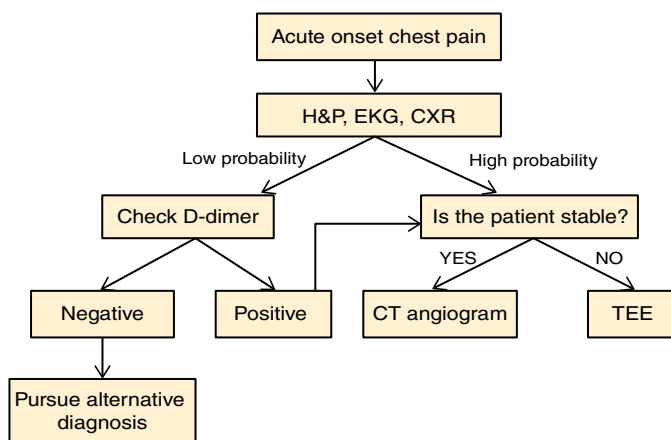 Acute onset chest pain
H&P, EKG, CXR
Low probability
High probability
Check D-dimer
Is the patient stable?
YES
NO
Negative
Positive
CT angiogram
TEE
Pursue alternative
diagnosis